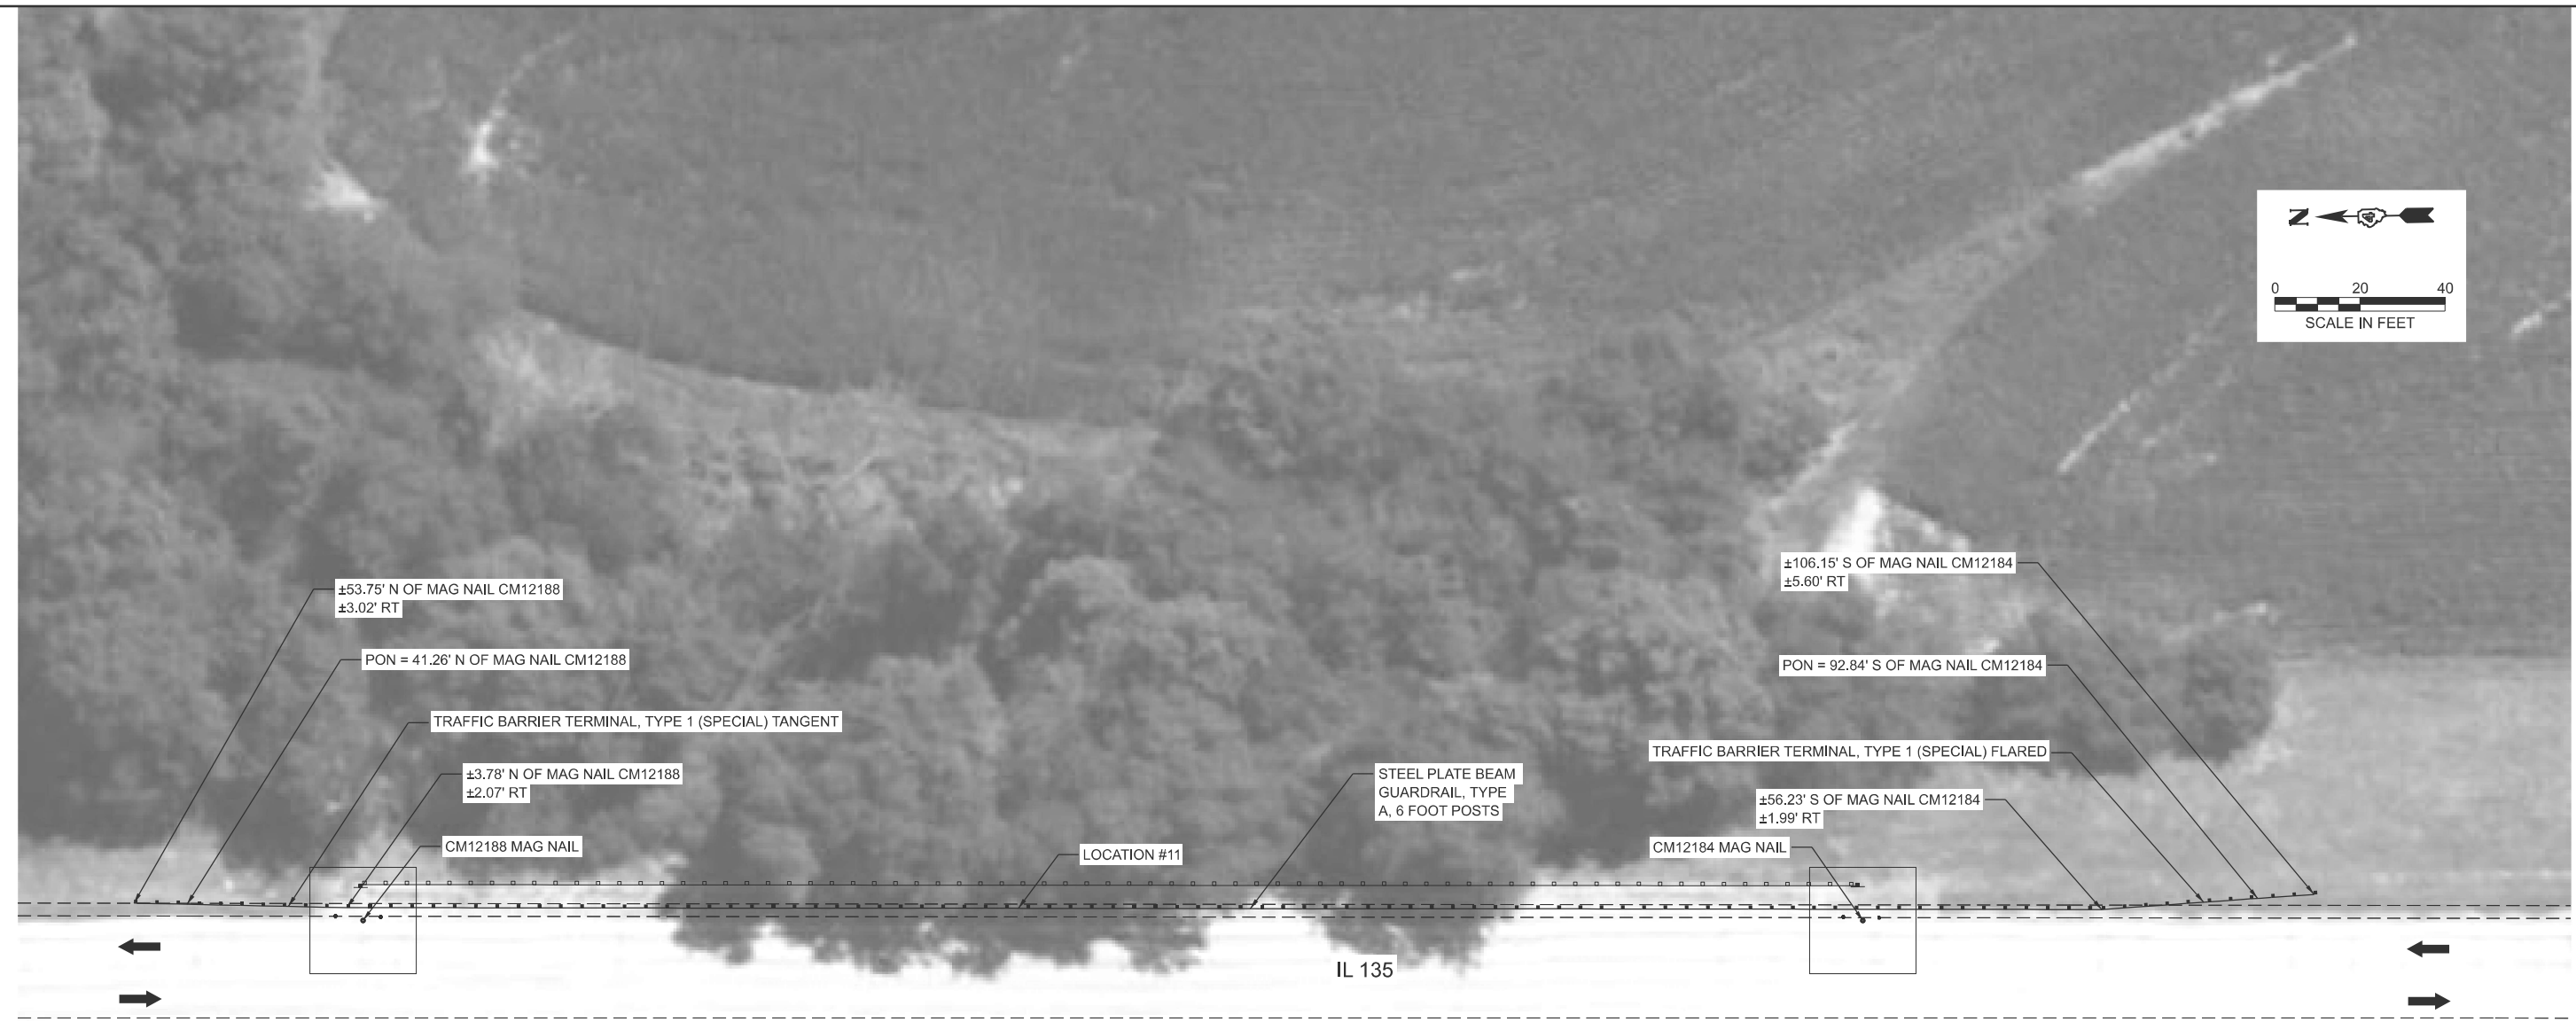 N
0 20 40
SCALE IN FEET
±53.75' N OF MAG NAIL CM12188
±3.02' RT
PON = 41.26' N OF MAG NAIL CM12188
TRAFFIC BARRIER TERMINAL, TYPE 1 (SPECIAL) TANGENT
±3.78' N OF MAG NAIL CM12188
±2.07' RT
CM12188 MAG NAIL
LOCATION #11
STEEL PLATE BEAM
GUARDRAIL, TYPE
A, 6 FOOT POSTS
±106.15' S OF MAG NAIL CM12184
±5.60' RT
PON = 92.84' S OF MAG NAIL CM12184
TRAFFIC BARRIER TERMINAL, TYPE 1 (SPECIAL) FLARED
±56.23' S OF MAG NAIL CM12184
±1.99' RT
CM12184 MAG NAIL
IL 135